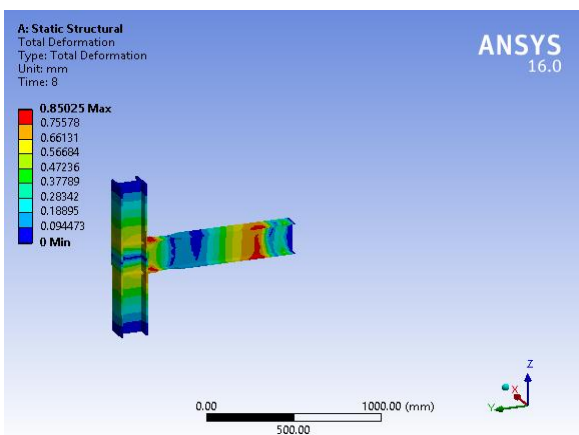 A: Static Structural
Total Deformation
Type: Total Deformation
Unit: mm
Time: 8
0.85025 Max
0.75578
0.66131
0.56684
0.47236
0.37789
0.28342
0.18895
0.094473
0 Min
ANSYS
16.0
Z
X
Y
0.00
1000.00 (mm)
500.00